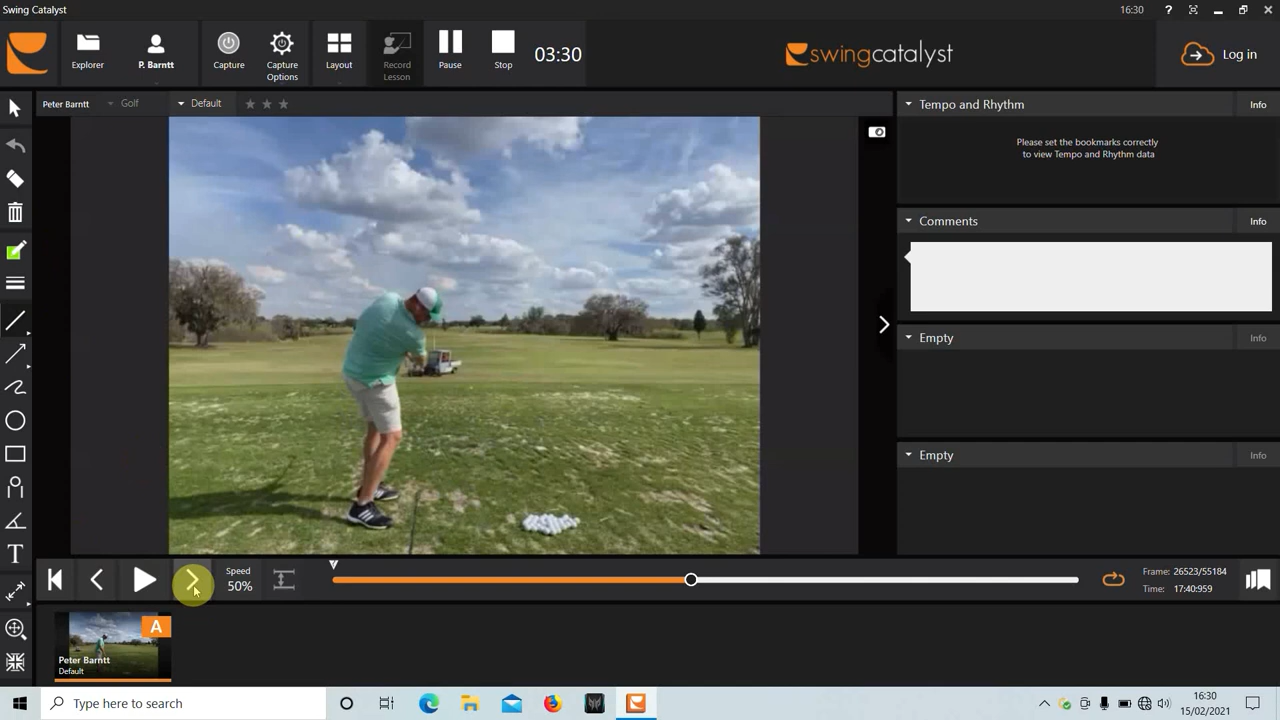 Swing Catalyst
16:30
?
Explorer
P. Barntt
Capture
Capture
Options
Layout
Record
Lesson
Pause
Stop
03:30
swingcatalyst
Log in
Peter Barntt
Golf
Default
Tempo and Rhythm
Info
Please set the bookmarks correctly
to view Tempo and Rhythm data
Comments
Info
Empty
Info
Empty
Info
T
Speed
50%
Frame: 26523/55184
Time: 17:40:959
A
Peter Barntt
Default
Type here to search
16:30
15/02/2021